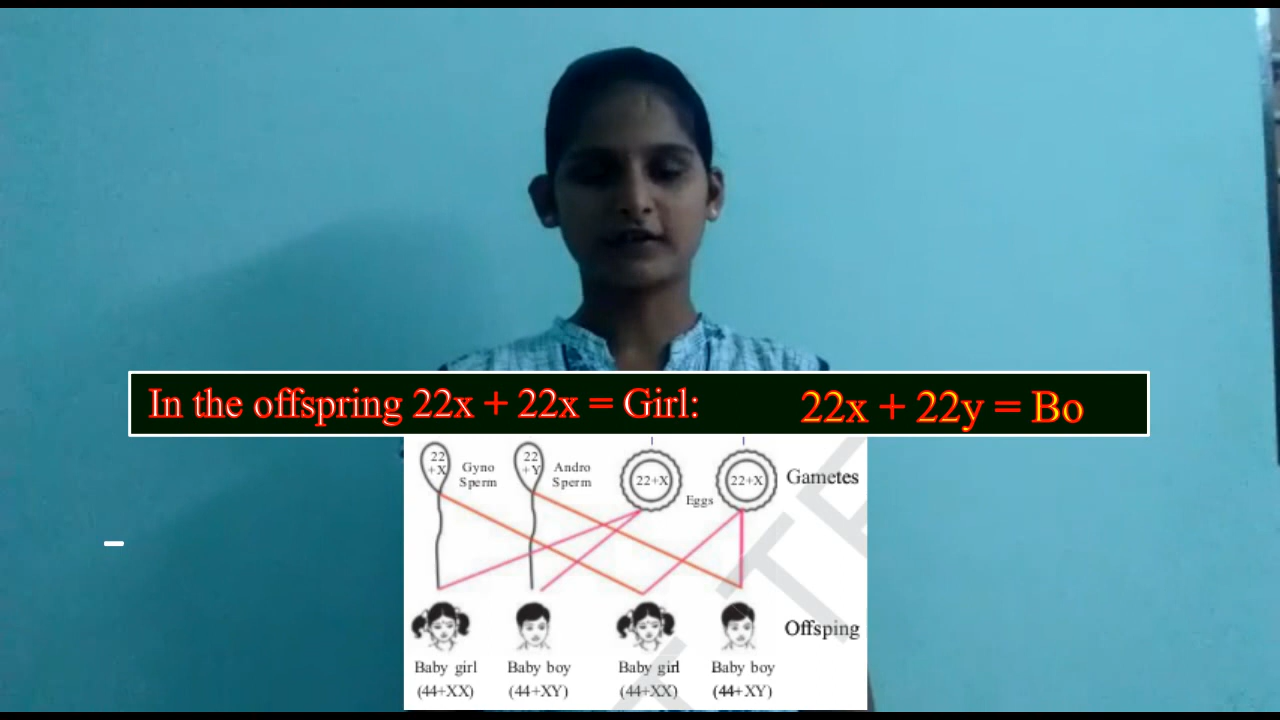 In the offspring 22x + 22x = Girl: 22x + 22y = Bo
22 +X
Gyno Sperm
22 +Y
Andro Sperm
22+X
Eggs
22+X
Gametes
Offsping
Baby girl Baby boy Baby girl Baby boy
(44+XX) (44+XY) (44+XX) (44+XY)